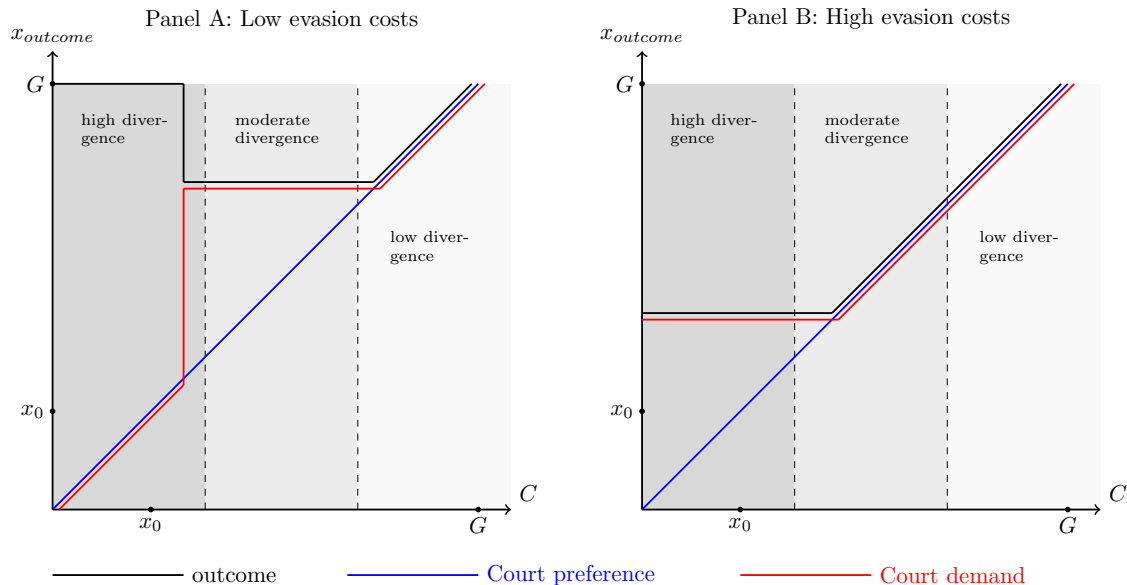 Panel A: Low evasion costs
x_outcome
G
high diver-
gence
moderate
divergence
low diver-
gence
x_0
x_0
G
C
Panel B: High evasion costs
x_outcome
G
high diver-
gence
moderate
divergence
low diver-
gence
x_0
x_0
G
C
outcome
Court preference
Court demand